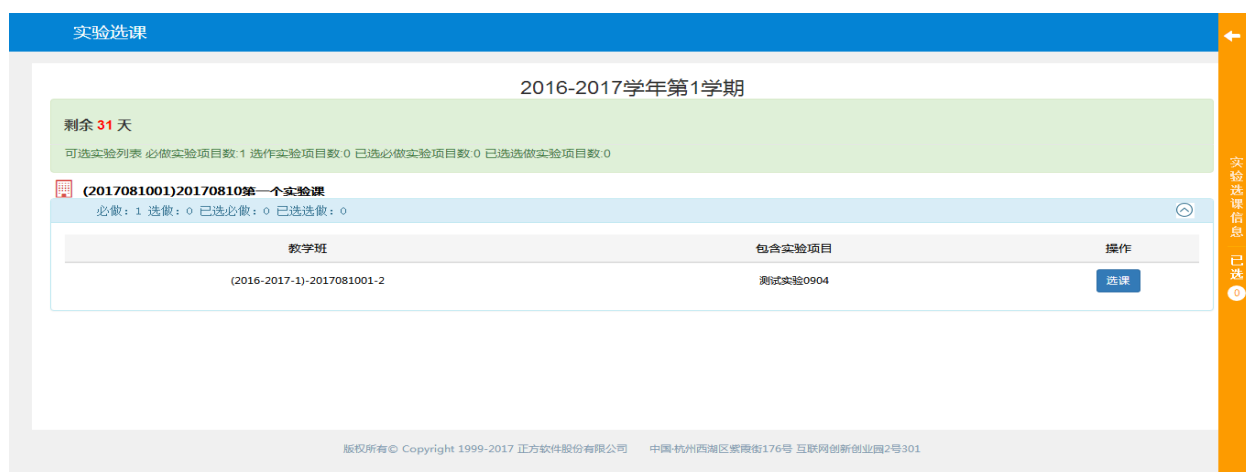 实验选课
2016-2017学年第1学期
剩余 31 天
可选实验列表 必做实验项目数:1 选作实验项目数:0 已选必做实验项目数:0 已选选做实验项目数:0
(2017081001)20170810第一个实验课
必做: 1 选做: 0 已选必做: 0 已选选做: 0
教学班 包含实验项目 操作
(2016-2017-1)-2017081001-2 测试实验0904 选课
实验选课信息 已选 0
版权所有© Copyright 1999-2017 正方软件股份有限公司 中国·杭州西湖区紫霞街176号 互联网创新创业园2号301